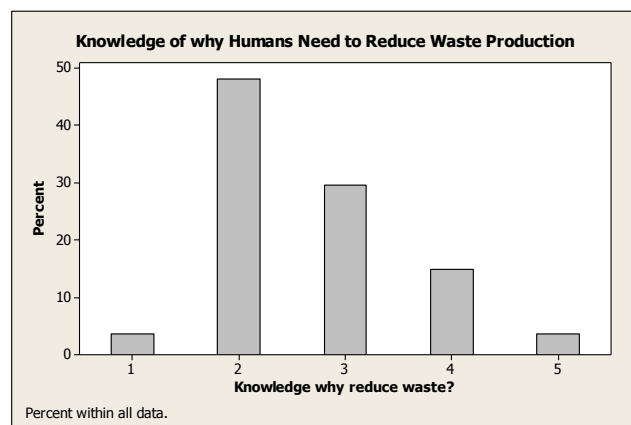 Knowledge of why Humans Need to Reduce Waste Production
50
40
30
20
10
0
Percent
1 2 3 4 5
Knowledge why reduce waste?
Percent within all data.